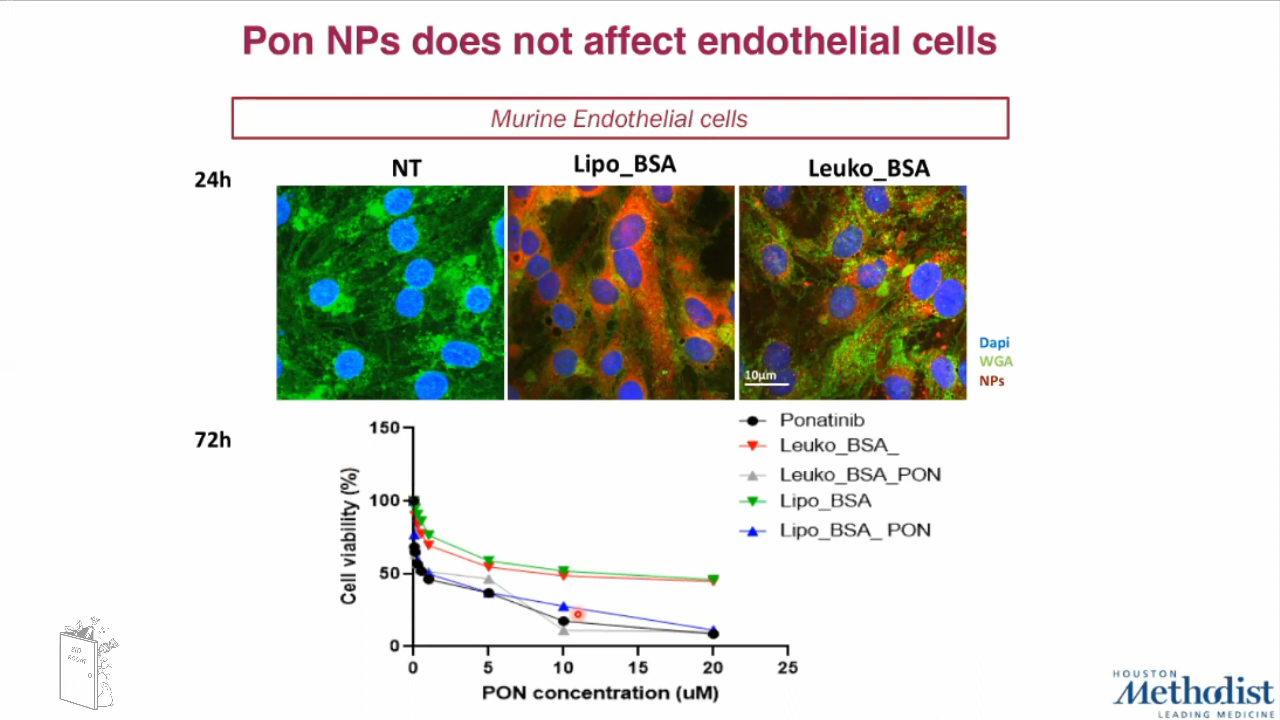 Pon NPs does not affect endothelial cells
Murine Endothelial cells
24h
NT
Lipo_BSA
Leuko_BSA
10µm
Dapi
WGA
NPs
72h
Cell viability (%)
150
100
50
0
0
5
10
15
20
25
PON concentration (uM)
Ponatinib
Leuko_BSA_
Leuko_BSA_PON
Lipo_BSA
Lipo_BSA_ PON
HOUSTON
Methodist
LEADING MEDICINE